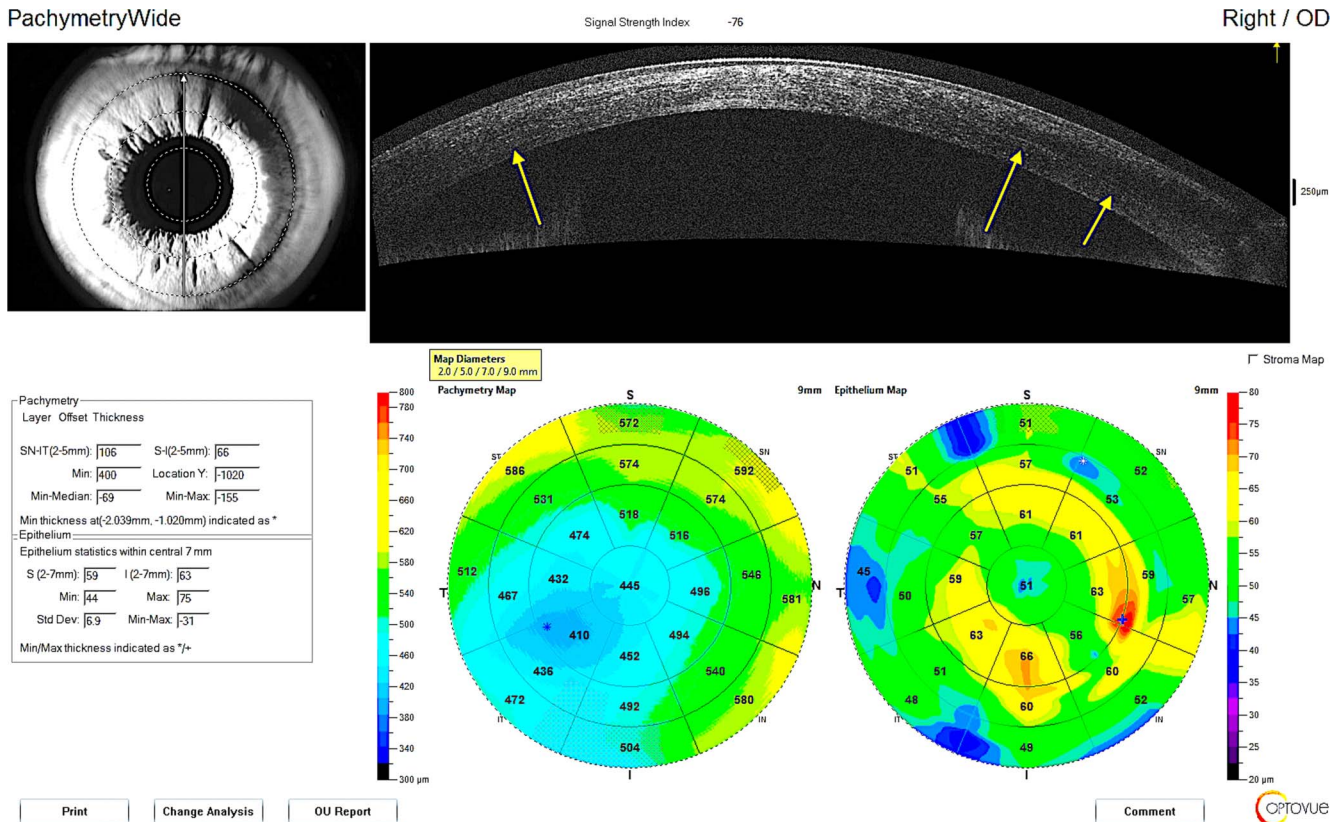 PachymetryWide
Signal Strength Index -76
Right / OD
250µm
Map Diameters
2.0 / 5.0 / 7.0 / 9.0 mm
Stroma Map
Pachymetry Map 9mm
Epithelium Map 9mm
Pachymetry
Layer Offset Thickness
SN-IT(2-5mm): 106 S-I(2-5mm): 66
Min: 400 Location Y: -1020
Min-Median: -69 Min-Max: -155
Min thickness at(-2.039mm, -1.020mm) indicated as *
Epithelium
Epithelium statistics within central 7 mm
S (2-7mm): 59 I (2-7mm): 63
Min: 44 Max: 75
Std Dev: 6.9 Min-Max: -31
Min/Max thickness indicated as */+
800
780
740
700
660
620
580
540
500
460
420
380
340
300 µm
S
572
ST
SN
586
592
574
531
574
518
474
516
512
546
432
445
T
467
496
N
581
410
494
452
436
540
472
492
580
IT
IN
504
I
S
51
ST
SN
51
57
52
55
53
61
57
61
45
59
59
51
63
T
50
57
N
63
56
66
51
60
48
60
52
IT
IN
49
I
80
75
70
65
60
55
50
45
40
35
30
25
20 µm
Print
Change Analysis
OU Report
Comment
OPTOVUE